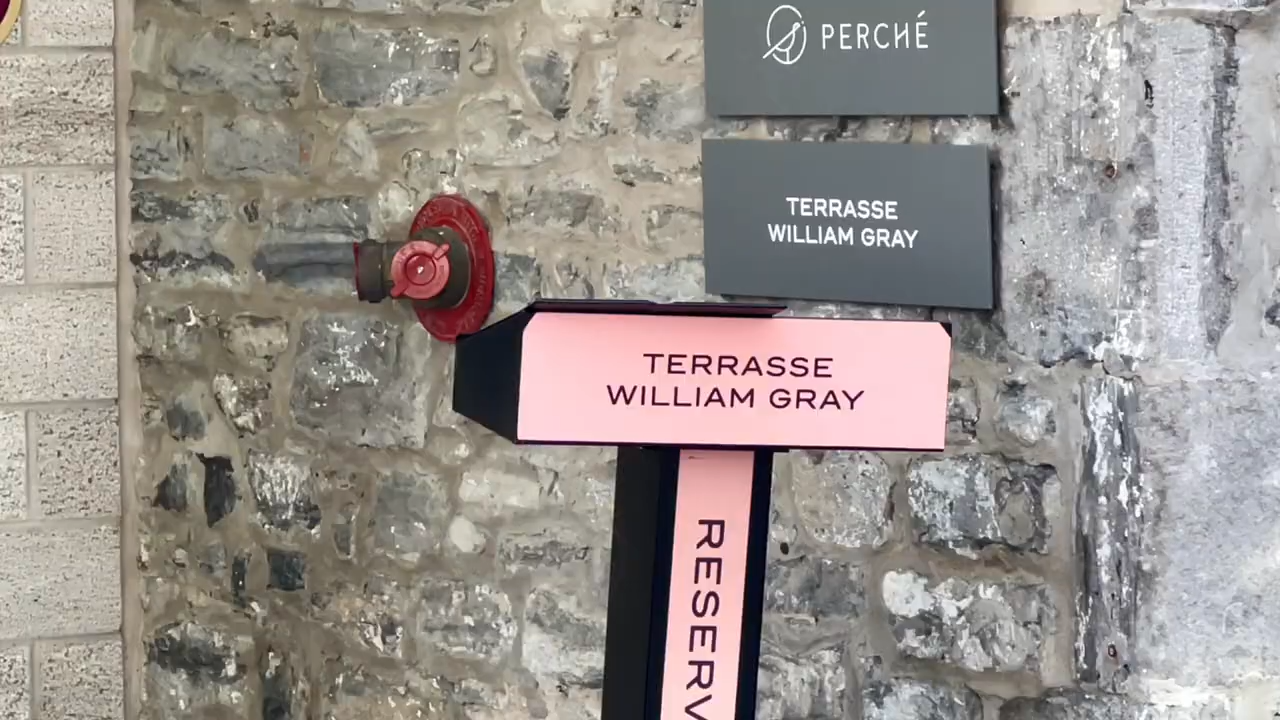 PERCHÉ
TERRASSE
WILLIAM GRAY
TERRASSE
WILLIAM GRAY
RESERV